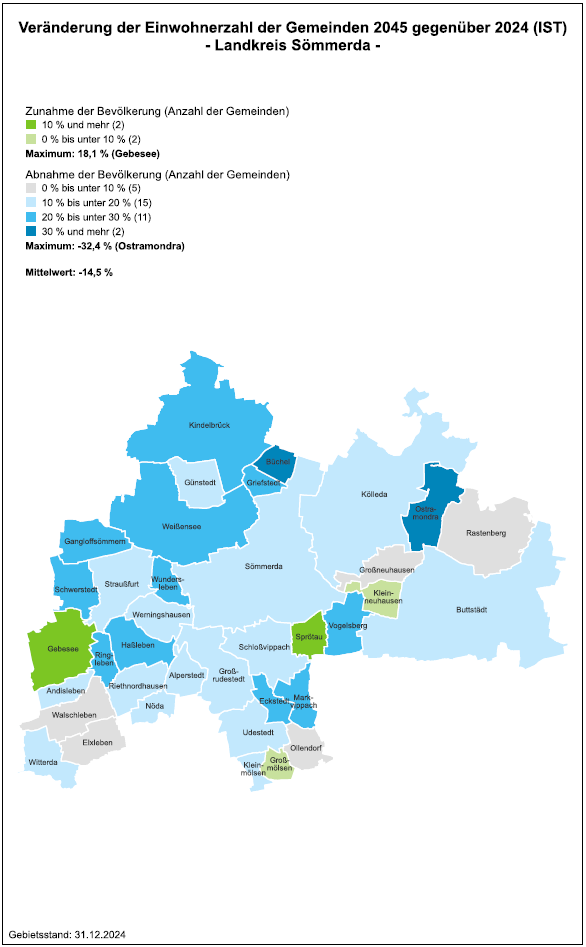 Veränderung der Einwohnerzahl der Gemeinden 2045 gegenüber 2024 (IST)
- Landkreis Sömmerda -
Zunahme der Bevölkerung (Anzahl der Gemeinden)
10 % und mehr (2)
0 % bis unter 10 % (2)
Maximum: 18,1 % (Gebesee)
Abnahme der Bevölkerung (Anzahl der Gemeinden)
0 % bis unter 10 % (5)
10 % bis unter 20 % (15)
20 % bis unter 30 % (11)
30 % und mehr (2)
Maximum: -32,4 % (Ostramondra)
Mittelwert: -14,5 %
Kindelbrück
Büchel
Günstedt
Griefstedt
Kölleda
Ostra-
mondra
Weißensee
Rastenberg
Gangloffsömmern
Sömmerda
Großneuhausen
Straußfurt
Wunders-
leben
Schwerstedt
Klein-
neuhausen
Buttstädt
Werningshausen
Vogelsberg
Sprötau
Gebesee
Haßleben
Schloßvippach
Ring-
leben
Alperstedt
Groß-
rudestedt
Riethnordhausen
Andisleben
Eckstedt
Mark-
vippach
Nöda
Walschleben
Udestedt
Elxleben
Ollendorf
Witterda
Klein-
mölsen
Groß-
mölsen
Gebietsstand: 31.12.2024